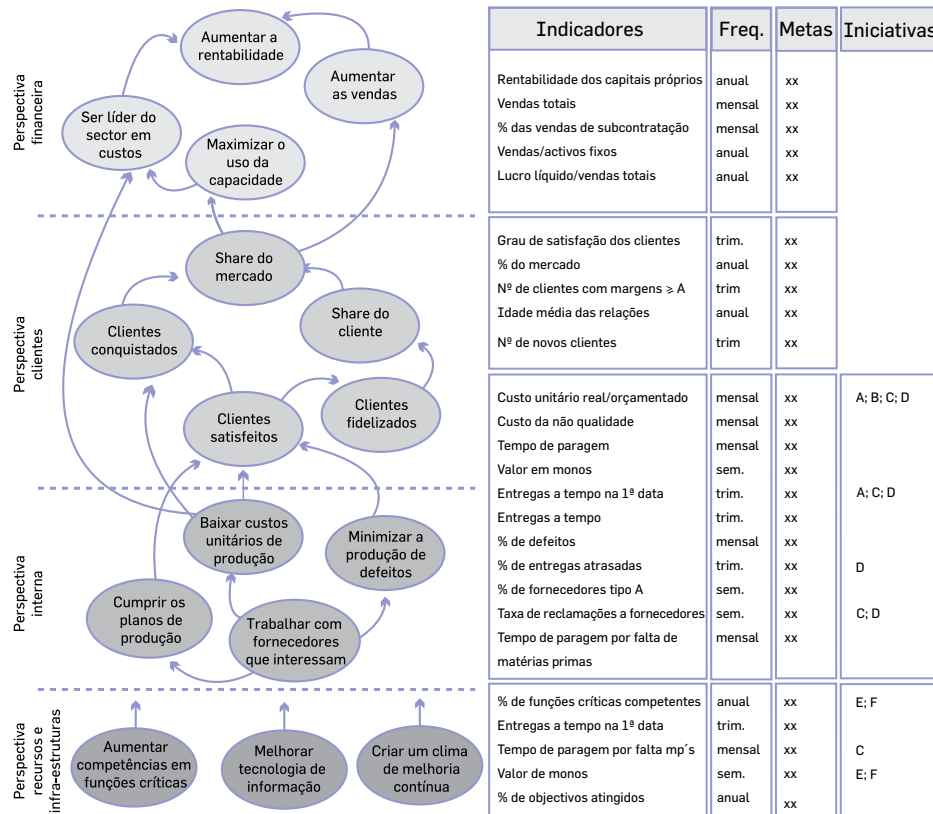 Perspectiva
financeira
Aumentar a
rentabilidade
Aumentar
as vendas
Ser líder do
sector em
custos
Maximizar o
uso da
capacidade
Perspectiva
clientes
Share do
mercado
Share do
cliente
Clientes
conquistados
Clientes
satisfeitos
Clientes
fidelizados
Perspectiva
interna
Baixar custos
unitários de
produção
Minimizar a
produção de
defeitos
Cumprir os
planos de
produção
Trabalhar com
fornecedores
que interessam
Perspectiva
recursos e
infra-estruturas
Aumentar
competências em
funções críticas
Melhorar
tecnologia de
informação
Criar um clima
de melhoria
contínua
Indicadores Freq. Metas Iniciativas
Rentabilidade dos capitais próprios anual xx
Vendas totais mensal xx
% das vendas de subcontratação mensal xx
Vendas/activos fixos anual xx
Lucro líquido/vendas totais anual xx
Grau de satisfação dos clientes trim. xx
% do mercado anual xx
Nº de clientes com margens ⩾ A trim xx
Idade média das relações anual xx
Nº de novos clientes trim xx
Custo unitário real/orçamentado mensal xx A; B; C; D
Custo da não qualidade mensal xx
Tempo de paragem mensal xx
Valor em monos sem. xx
Entregas a tempo na 1ª data trim. xx A; C; D
Entregas a tempo trim. xx
% de defeitos mensal xx
% de entregas atrasadas trim. xx D
% de fornecedores tipo A sem. xx
Taxa de reclamações a fornecedores sem. xx C; D
Tempo de paragem por falta de mensal xx
matérias primas
% de funções críticas competentes anual xx E; F
Entregas a tempo na 1ª data trim. xx
Tempo de paragem por falta mp´s mensal xx C
Valor de monos sem. xx E; F
% de objectivos atingidos anual xx